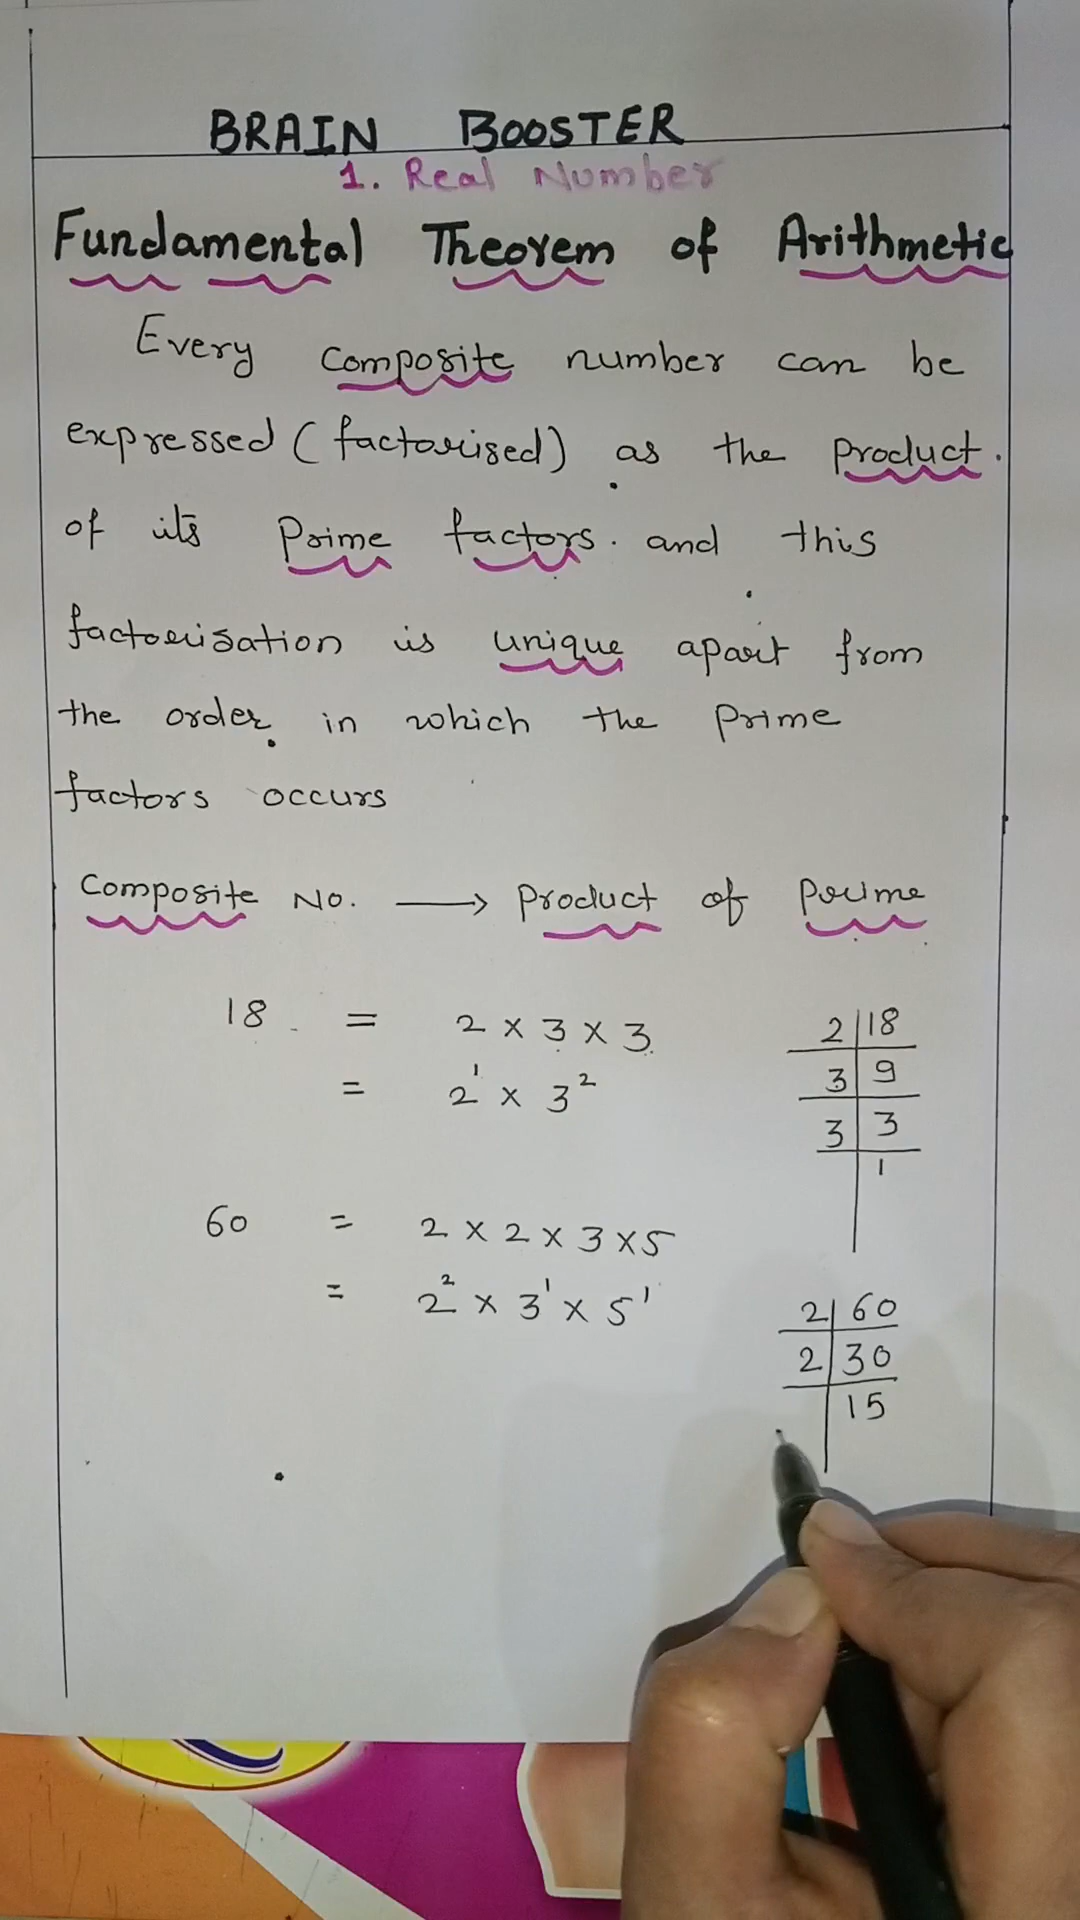 BRAIN BOOSTER
1. Real Number
Fundamental Theorem of Arithmetic
Every composite number can be
expressed (factorised) as the product.
of its Prime factors. and this
factorisation is unique apart from
the order in which the prime
factors occurs
Composite No. → Product of Prime
18 = 2 × 3 × 3
= 2¹ × 3²
2 | 18
3 | 9
3 | 3
1
60 = 2 × 2 × 3 × 5
= 2² × 3¹ × 5¹
2 | 60
2 | 30
15